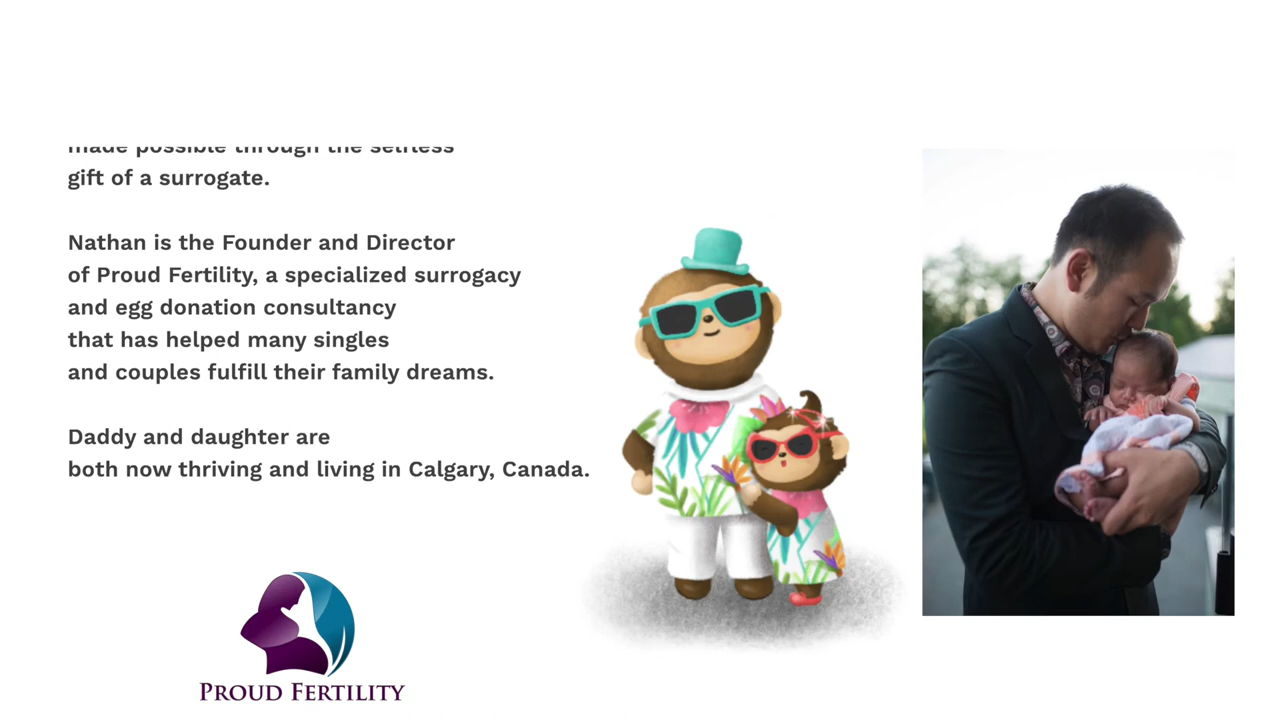 made possible through the selfless
gift of a surrogate.
Nathan is the Founder and Director
of Proud Fertility, a specialized surrogacy
and egg donation consultancy
that has helped many singles
and couples fulfill their family dreams.
Daddy and daughter are
both now thriving and living in Calgary, Canada.
PROUD FERTILITY